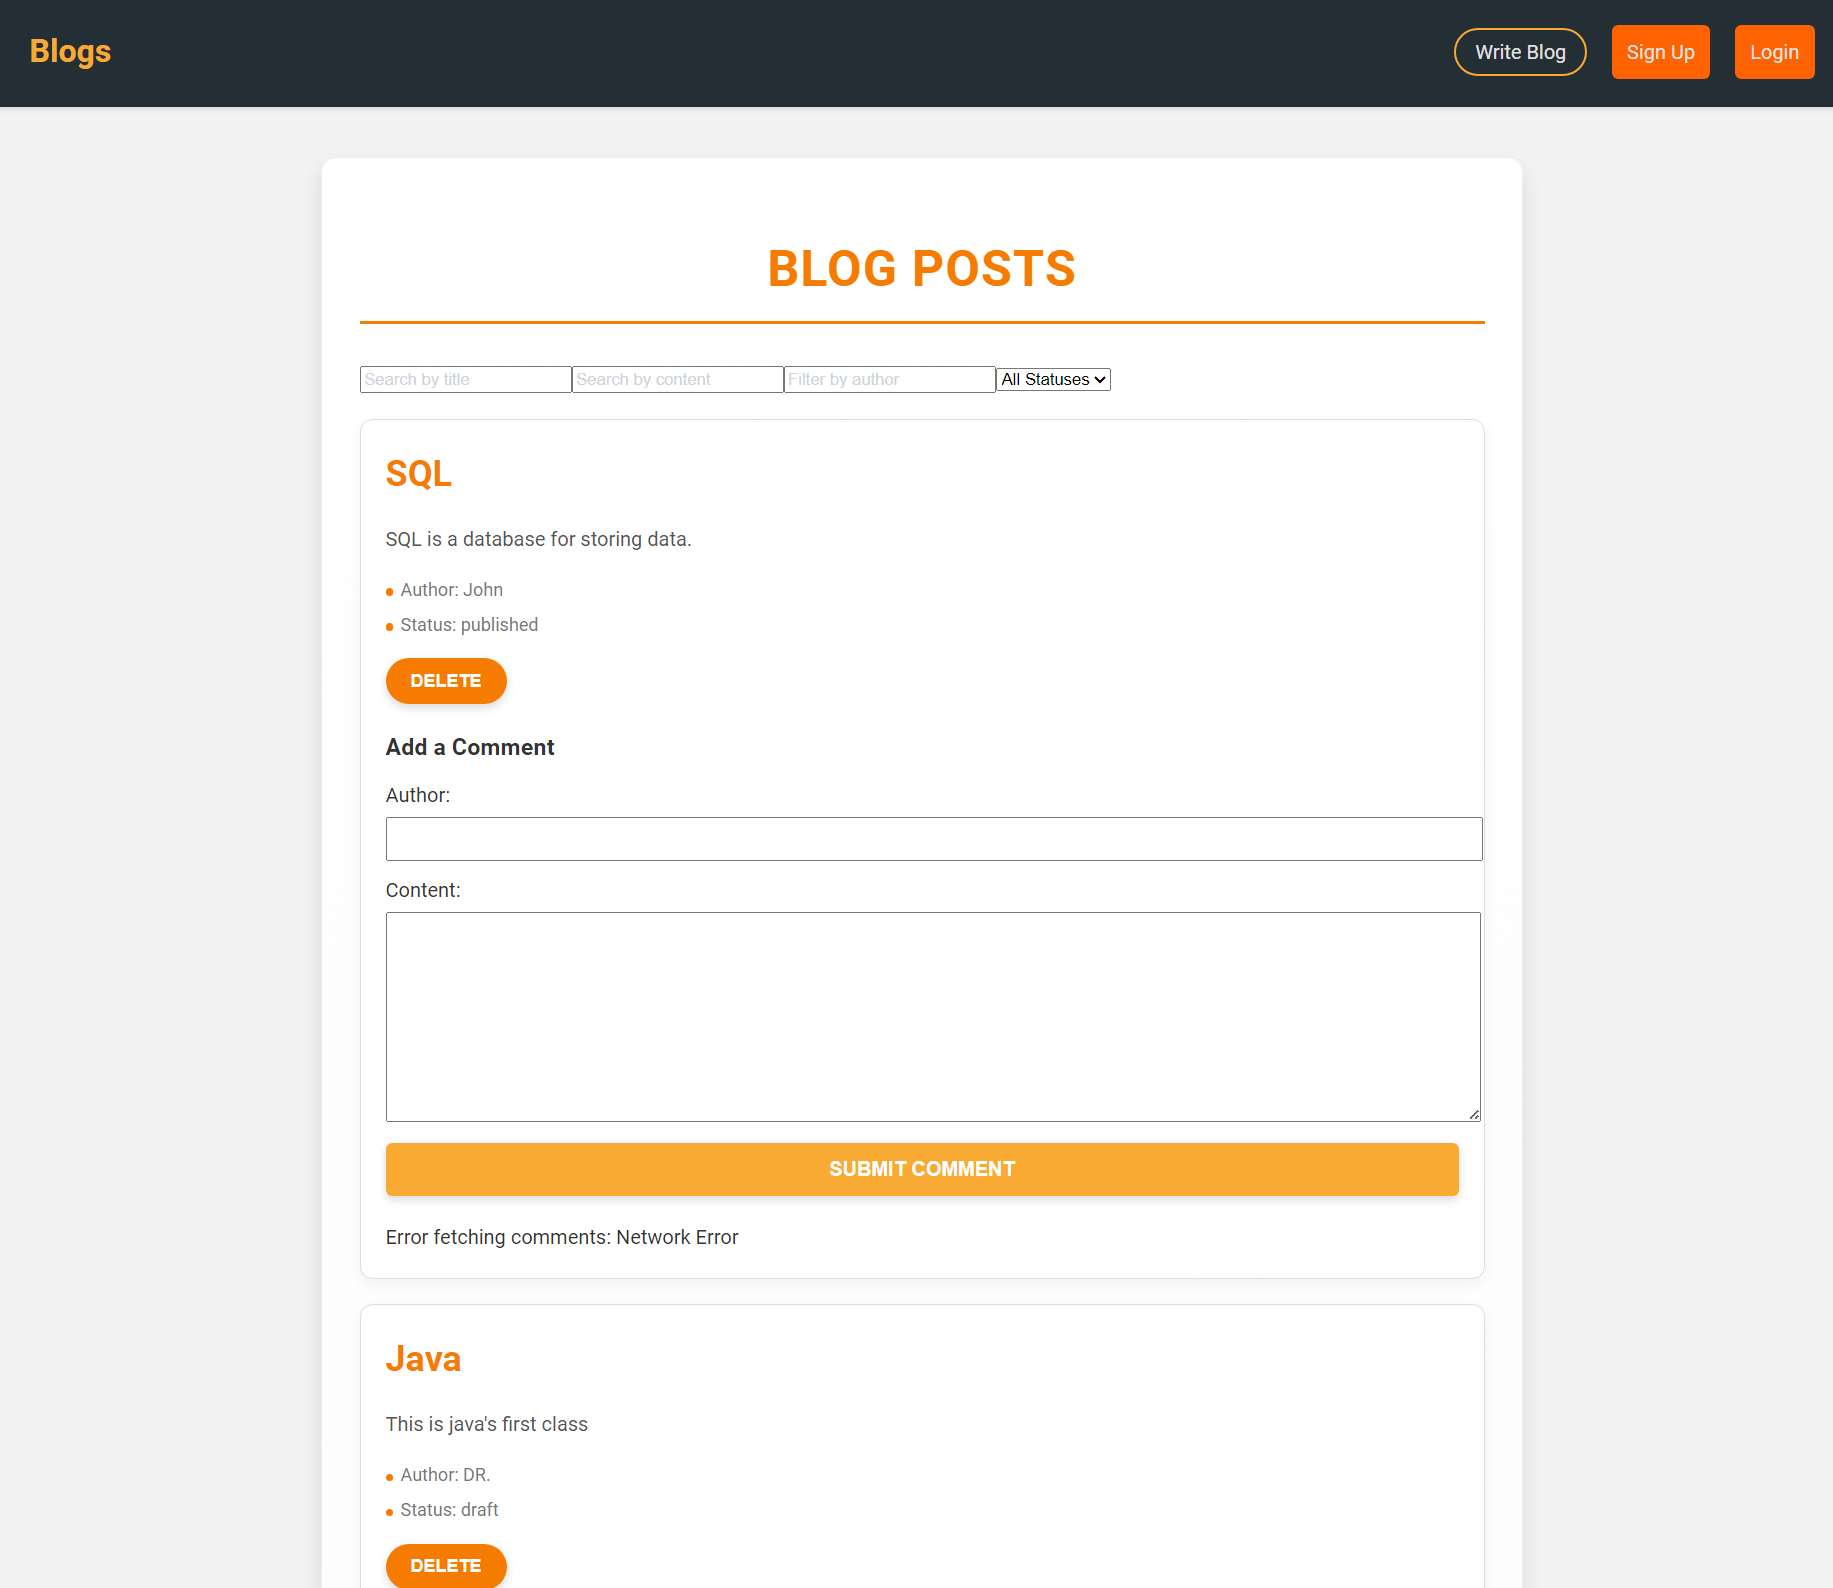 Blogs
Write Blog
Sign Up
Login
BLOG POSTS
Search by title
Search by content
Filter by author
All Statuses
SQL
SQL is a database for storing data.
Author: John
Status: published
DELETE
Add a Comment
Author:
Content:
SUBMIT COMMENT
Error fetching comments: Network Error
Java
This is java's first class
Author: DR.
Status: draft
DELETE